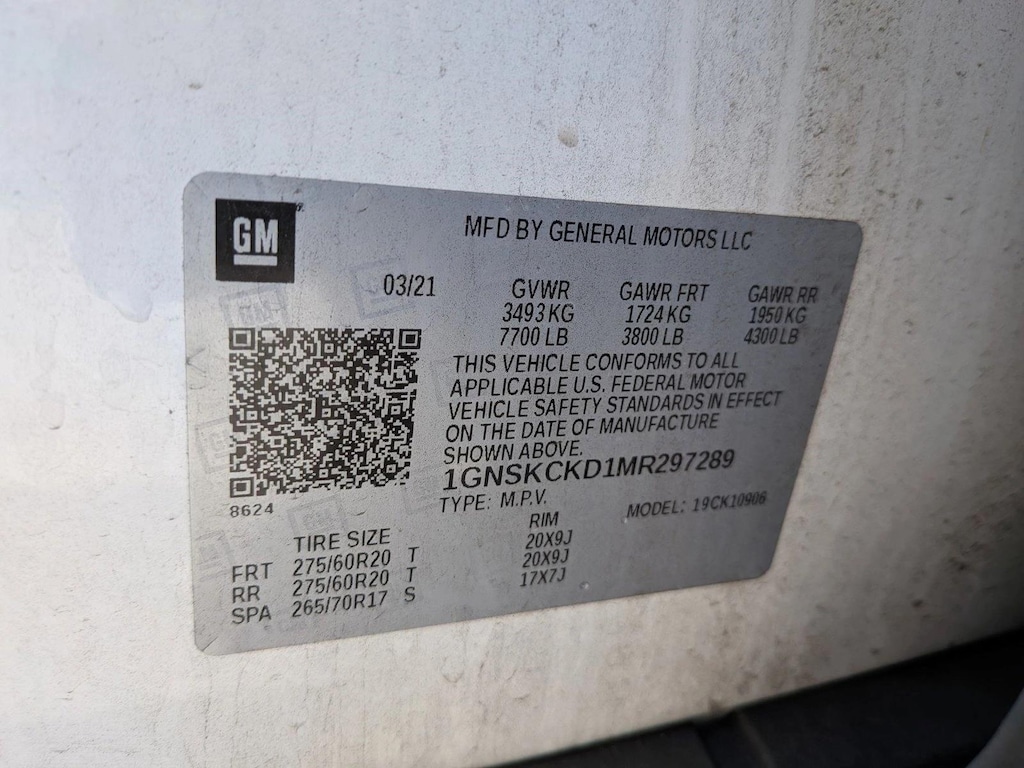 GM
MFD BY GENERAL MOTORS LLC
03/21 GVWR GAWR FRT GAWR RR
3493 KG 1724 KG 1950 KG
7700 LB 3800 LB 4300 LB
THIS VEHICLE CONFORMS TO ALL
APPLICABLE U.S. FEDERAL MOTOR
VEHICLE SAFETY STANDARDS IN EFFECT
ON THE DATE OF MANUFACTURE
SHOWN ABOVE.
1GNSKCKD1MR297289
TYPE: M.P.V. MODEL: 19CK10906
8624
TIRE SIZE RIM
FRT 275/60R20 T 20X9J
RR 275/60R20 T 20X9J
SPA 265/70R17 S 17X7J